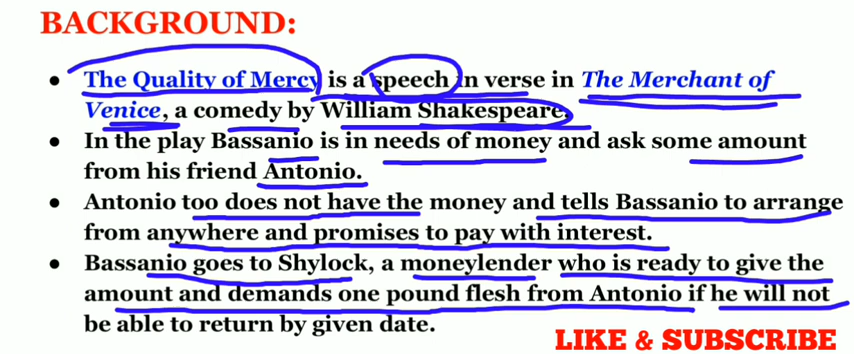 BACKGROUND:
• The Quality of Mercy is a speech in verse in The Merchant of
Venice, a comedy by William Shakespeare.
• In the play Bassanio is in needs of money and ask some amount
from his friend Antonio.
• Antonio too does not have the money and tells Bassanio to arrange
from anywhere and promises to pay with interest.
• Bassanio goes to Shylock, a moneylender who is ready to give the
amount and demands one pound flesh from Antonio if he will not
be able to return by given date.
LIKE & SUBSCRIBE